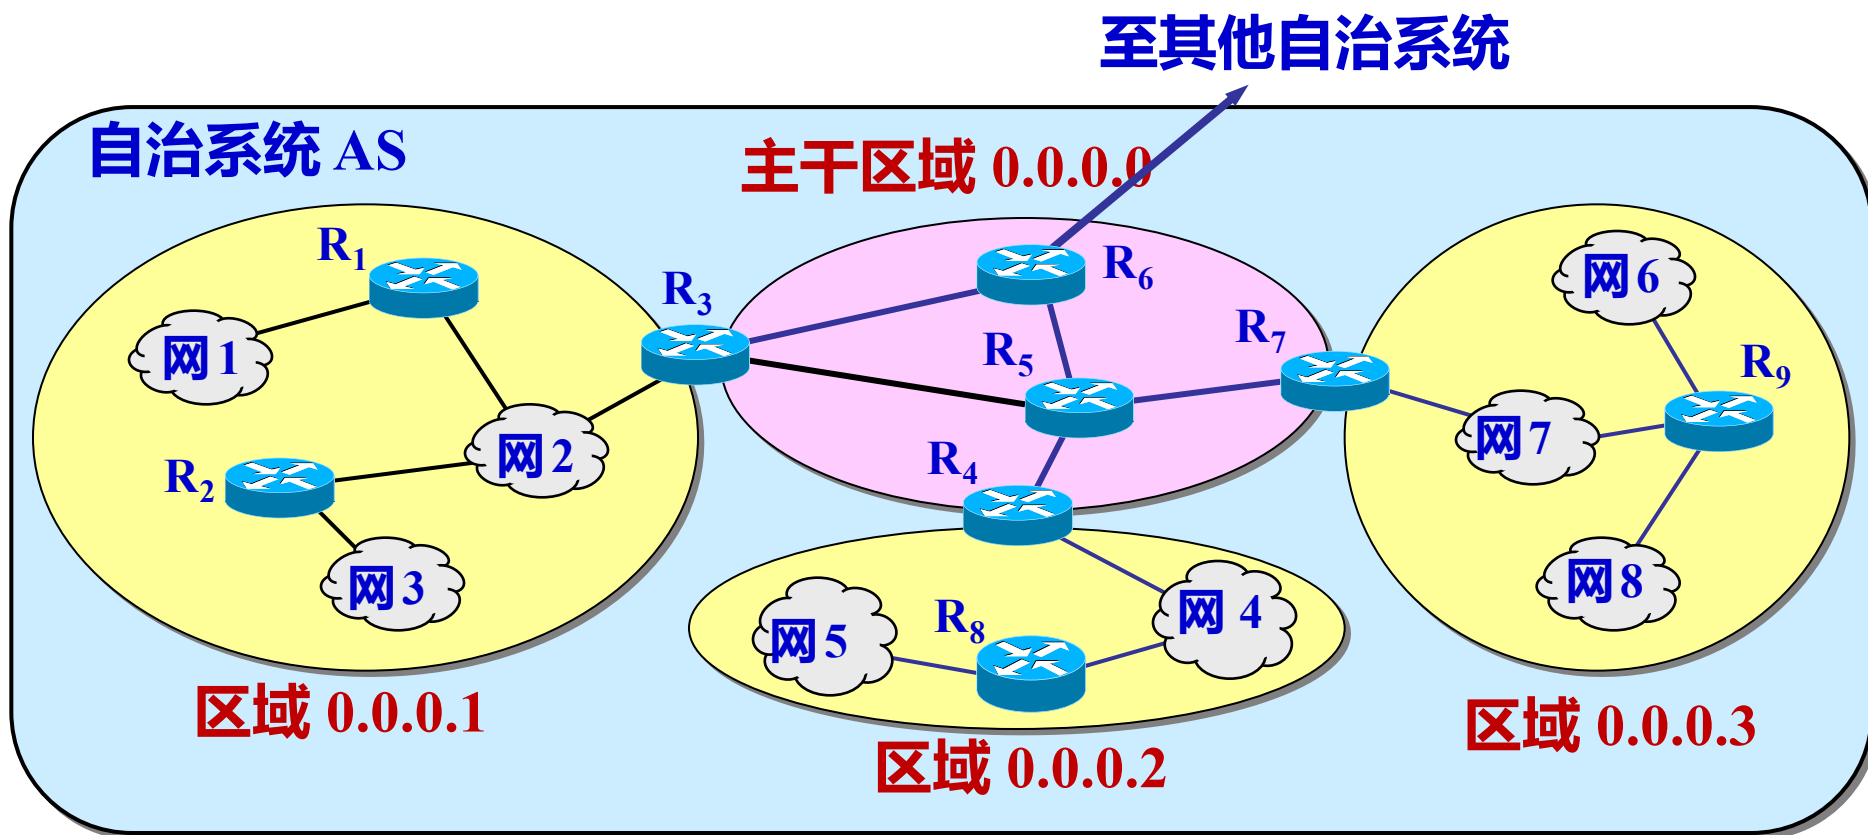 至其他自治系统
自治系统 AS
主干区域 0.0.0.0
R1
R6
R3
R7
R5
网1
网6
R9
网2
网7
R2
R4
网3
网8
网5
R8
网 4
区域 0.0.0.1
区域 0.0.0.2
区域 0.0.0.3